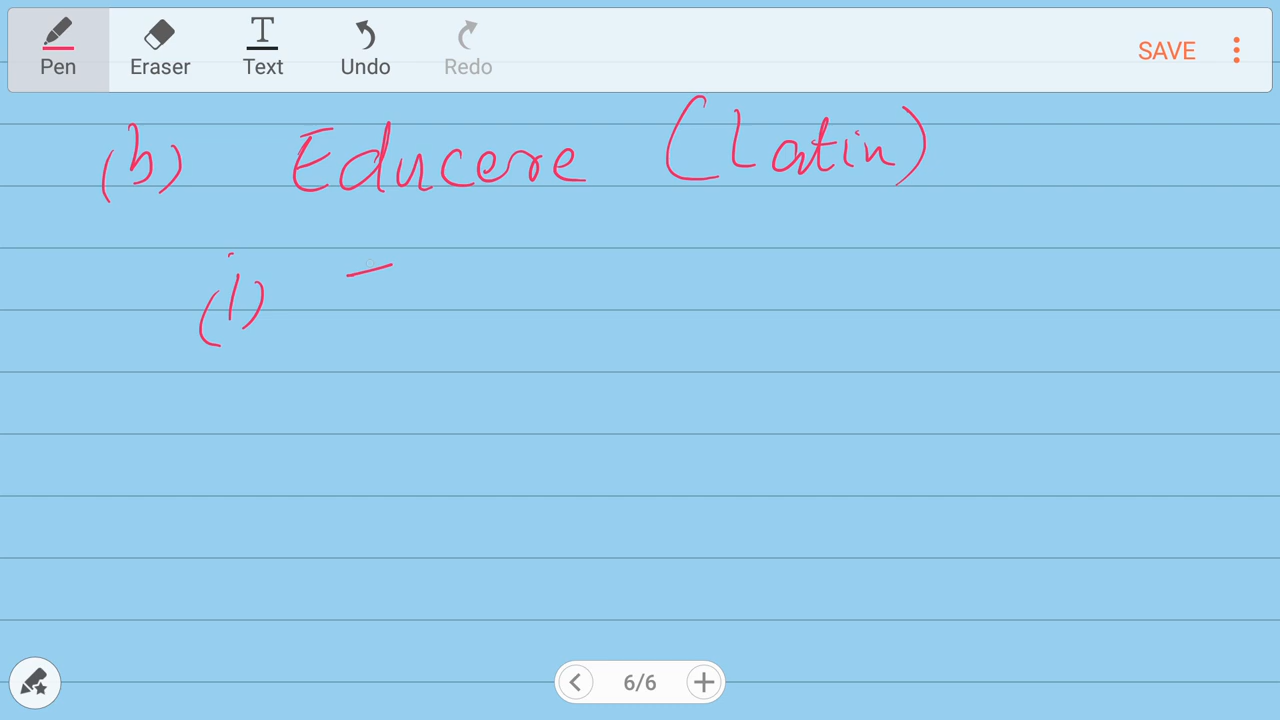 Pen Eraser Text Undo Redo SAVE
(b) Educere (Latin)
(i)
6/6